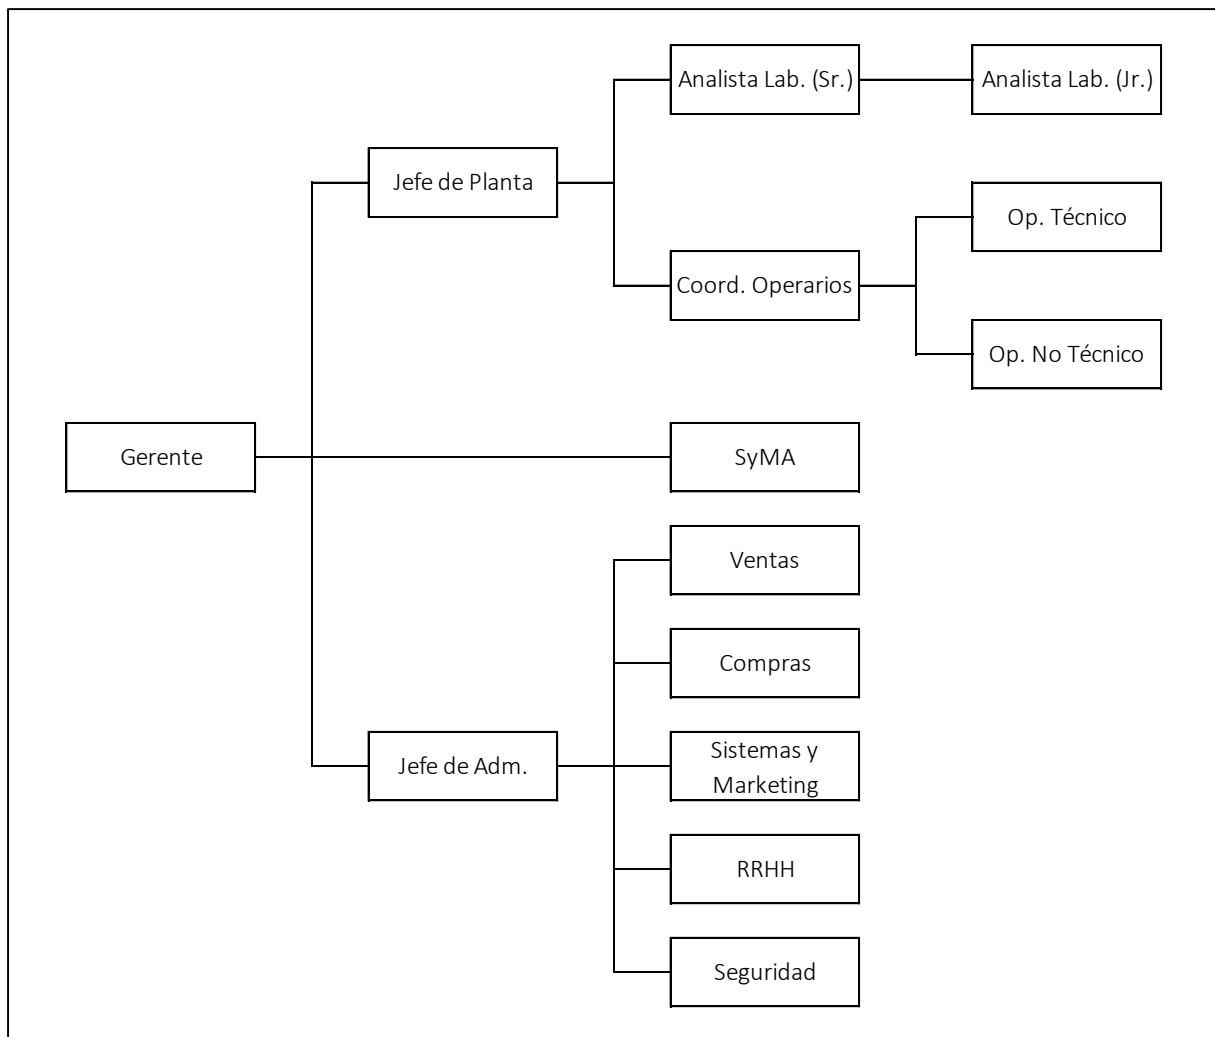 Analista Lab. (Sr.)
Analista Lab. (Jr.)
Jefe de Planta
Op. Técnico
Coord. Operarios
Op. No Técnico
Gerente
SyMA
Ventas
Compras
Jefe de Adm.
Sistemas y
Marketing
RRHH
Seguridad